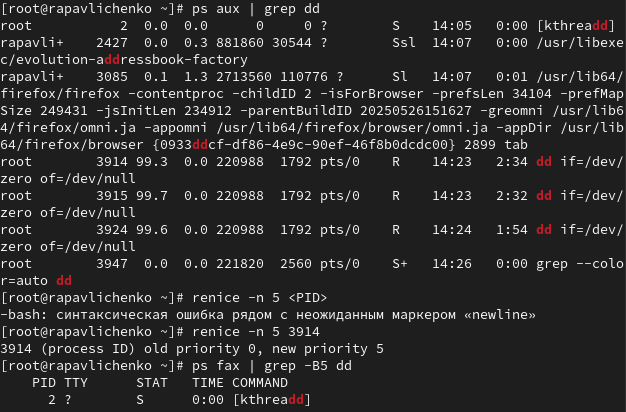 [root@rapavlichenko ~]# ps aux | grep dd
root           2  0.0  0.0      0     0 ?        S    14:05   0:00 [kthreadd]
rapavli+    2427  0.0  0.3 881860 30544 ?        Ssl  14:07   0:00 /usr/libexe
c/evolution-addressbook-factory
rapavli+    3085  0.1  1.3 2713560 110776 ?      Sl   14:07   0:01 /usr/lib64/
firefox/firefox -contentproc -childID 2 -isForBrowser -prefsLen 34104 -prefMap
Size 249431 -jsInitLen 234912 -parentBuildID 20250526151627 -greomni /usr/lib6
4/firefox/omni.ja -appomni /usr/lib64/firefox/browser/omni.ja -appDir /usr/lib
64/firefox/browser {0933ddcf-df86-4e9c-90ef-46f8b0dcdc00} 2899 tab
root        3914 99.3  0.0 220988  1792 pts/0    R    14:23   2:34 dd if=/dev/
zero of=/dev/null
root        3915 99.7  0.0 220988  1792 pts/0    R    14:23   2:32 dd if=/dev/
zero of=/dev/null
root        3924 99.6  0.0 220988  1792 pts/0    R    14:24   1:54 dd if=/dev/
zero of=/dev/null
root        3947  0.0  0.0 221820  2560 pts/0    S+   14:26   0:00 grep --colo
r=auto dd
[root@rapavlichenko ~]# renice -n 5 <PID>
-bash: синтаксическая ошибка рядом с неожиданным маркером «newline»
[root@rapavlichenko ~]# renice -n 5 3914
3914 (process ID) old priority 0, new priority 5
[root@rapavlichenko ~]# ps fax | grep -B5 dd
    PID TTY      STAT   TIME COMMAND
      2 ?        S      0:00 [kthreadd]